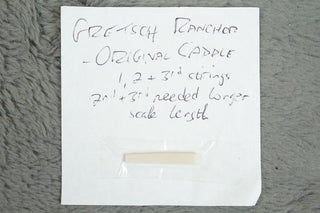 GRETSCH RANCHER
- ORIGINAL SADDLE
1, 2 + 3rd strings
2nd + 3rd needed longer
scale length